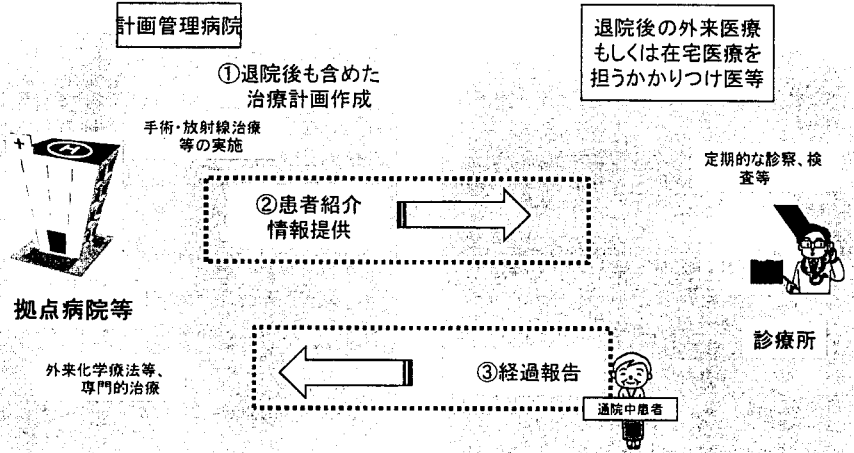 計画管理病院
退院後の外来医療
もしくは在宅医療を
担うかかりつけ医等
①退院後も含めた
治療計画作成
手術・放射線治療
等の実施
定期的な診察、検
査等
②患者紹介
情報提供
拠点病院等
診療所
外来化学療法等、
専門的治療
③経過報告
通院中患者